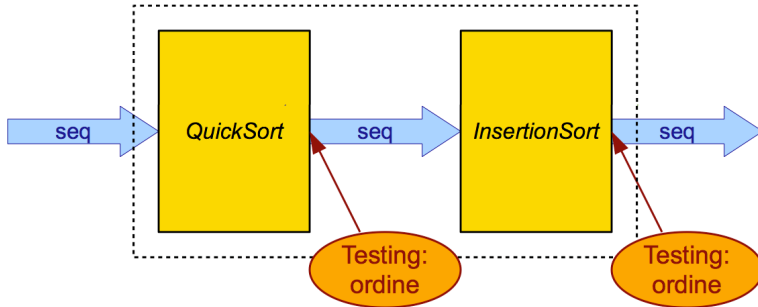 seq
QuickSort
seq
InsertionSort
seq
Testing:
ordine
Testing:
ordine